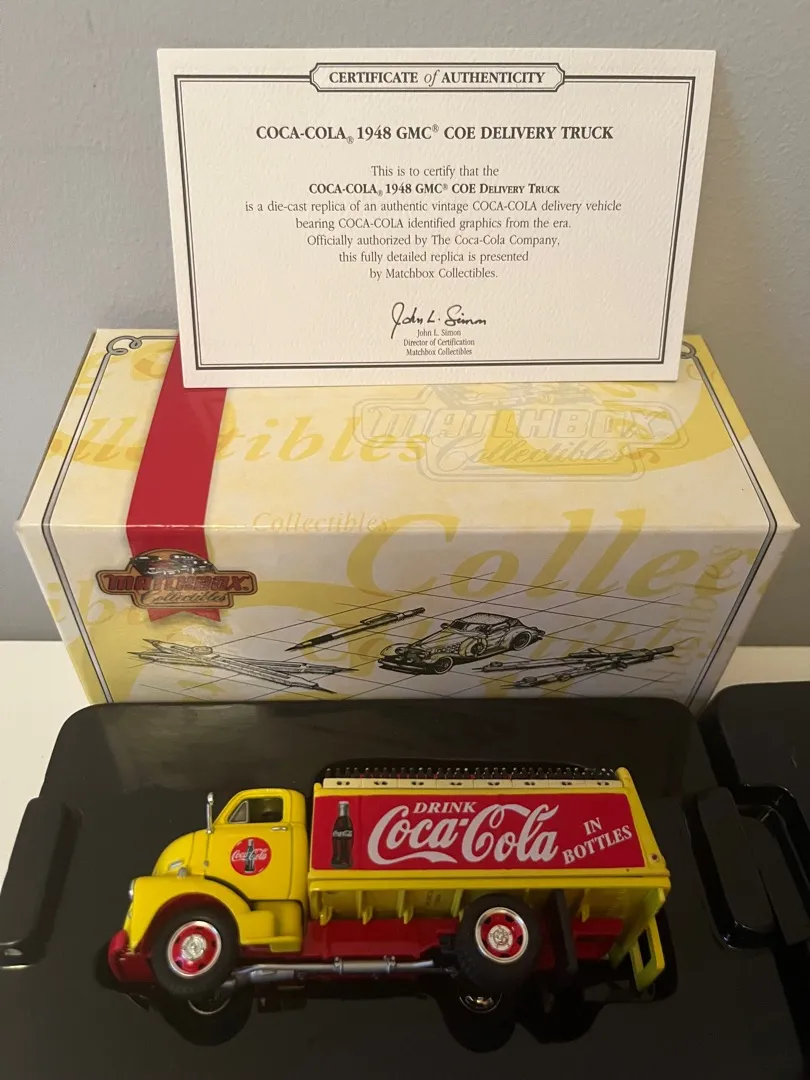 CERTIFICATE of AUTHENTICITY
COCA-COLA® 1948 GMC® COE DELIVERY TRUCK
This is to certify that the
COCA-COLA® 1948 GMC® COE DELIVERY TRUCK
is a die-cast replica of an authentic vintage COCA-COLA delivery vehicle
bearing COCA-COLA identified graphics from the era.
Officially authorized by The Coca-Cola Company,
this fully detailed replica is presented
by Matchbox Collectibles.
John L. Simon
John L. Simon
Director of Certification
Matchbox Collectibles
MATCHBOX
Collectibles
Collectibles
MATCHBOX
Collectibles
DRINK
Coca-Cola
IN
BOTTLES
Coca-Cola